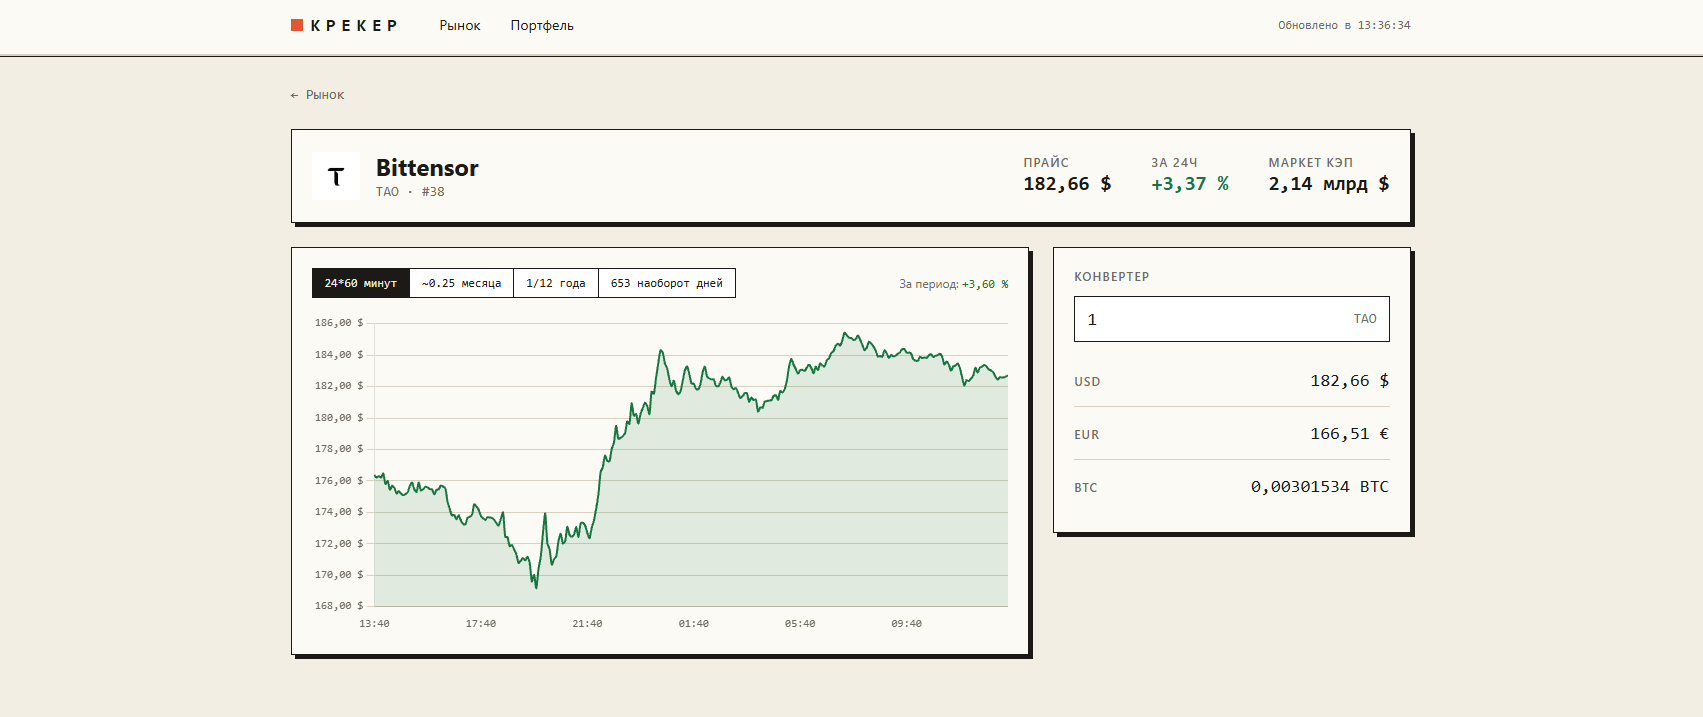 КРЕКЕР Рынок Портфель Обновлено в 13:36:34
← Рынок
Bittensor
TAO · #38
ПРАЙС
182,66 $
ЗА 24Ч
+3,37 %
МАРКЕТ КЭП
2,14 млрд $
24*60 минут ~0.25 месяца 1/12 года 653 наоборот дней
За период: +3,60 %
186,00 $
184,00 $
182,00 $
180,00 $
178,00 $
176,00 $
174,00 $
172,00 $
170,00 $
168,00 $
13:40 17:40 21:40 01:40 05:40 09:40
КОНВЕРТЕР
1 TAO
USD 182,66 $
EUR 166,51 €
BTC 0,00301534 BTC